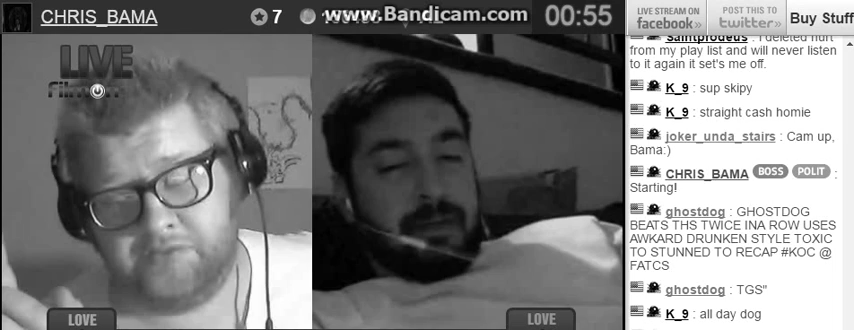 CHRIS_BAMA
7
www.Bandicam.com
00:55
LIVE STREAM ON
facebook»
POST THIS TO
twitter»
Buy Stuff
LIVE
filmon
LOVE
LOVE
Saintprodeus : I deleted hurt
from my play list and will never listen
to it again it set's me off.
K_9 : sup skipy
K_9 : straight cash homie
joker_unda_stairs : Cam up,
Bama:)
CHRIS_BAMA BOSS POLIT :
Starting!
ghostdog : GHOSTDOG
BEATS THS TWICE INA ROW USES
AWKARD DRUNKEN STYLE TOXIC
TO STUNNED TO RECAP #KOC @
FATCS
ghostdog : TGS"
K_9 : all day dog